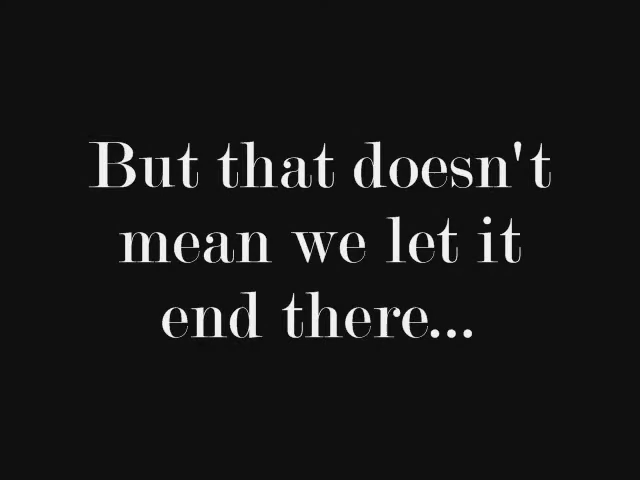 But that doesn't
mean we let it
end there...